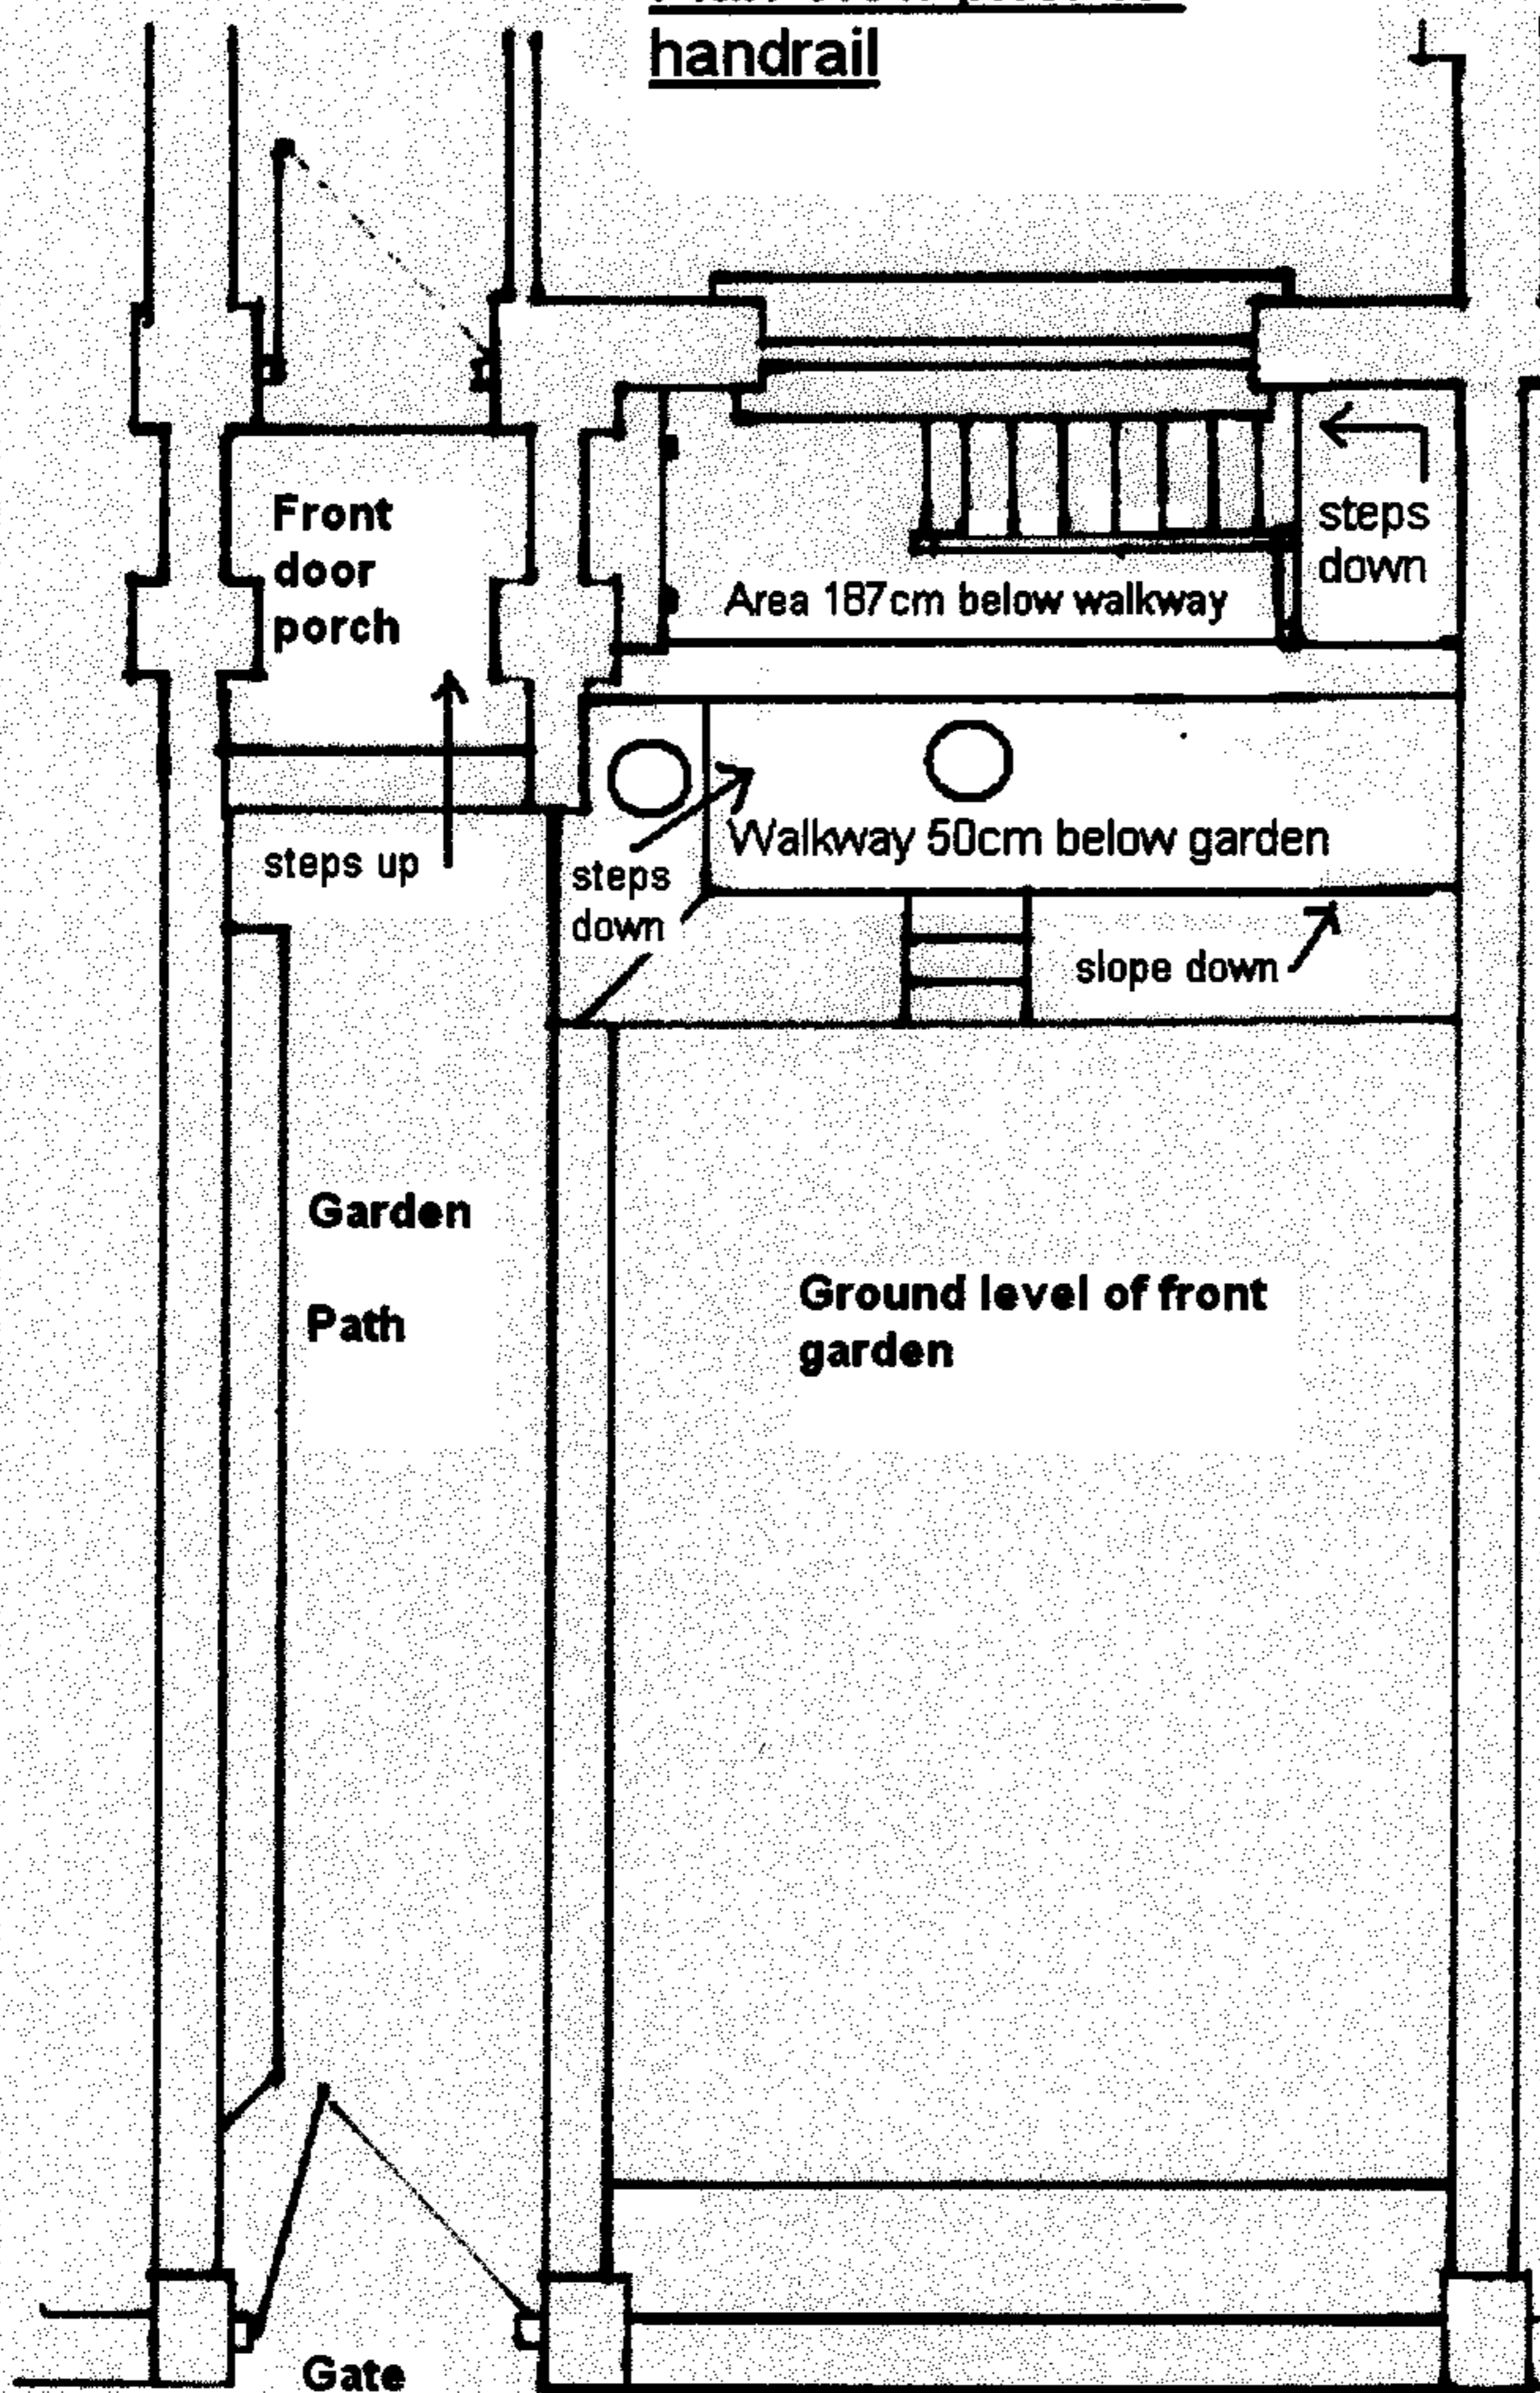 handrail
Front
door
porch
steps
down
Area 187cm below walkway
Walkway 50cm below garden
steps up
steps
down
slope down
Garden
Path
Ground level of front
garden
Gate